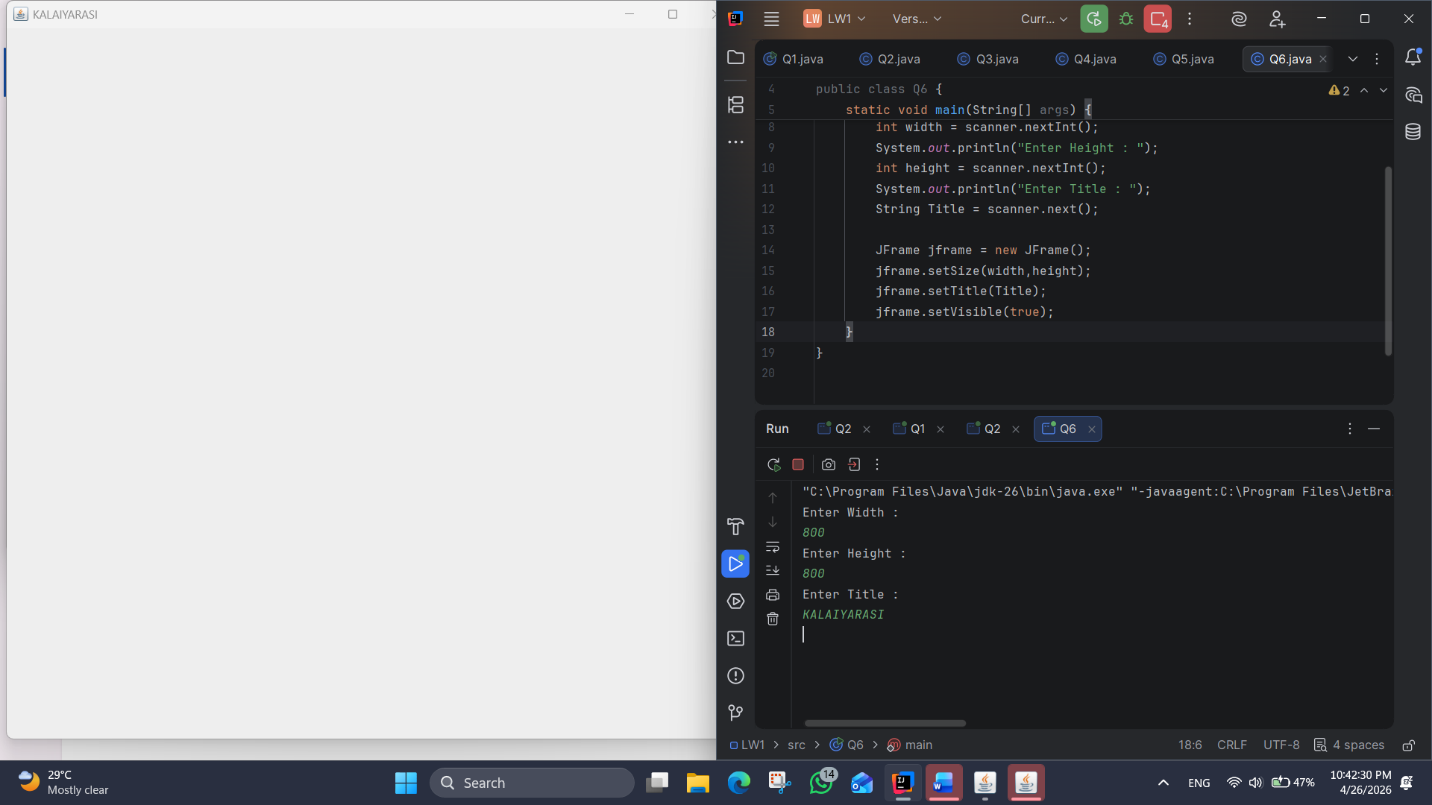 KALAIYARASI
LW LW1 Vers... Curr...
Q1.java Q2.java Q3.java Q4.java Q5.java Q6.java
4 public class Q6 {
5 static void main(String[] args) {
8 int width = scanner.nextInt();
9 System.out.println("Enter Height : ");
10 int height = scanner.nextInt();
11 System.out.println("Enter Title : ");
12 String Title = scanner.next();
13
14 JFrame jframe = new JFrame();
15 jframe.setSize(width,height);
16 jframe.setTitle(Title);
17 jframe.setVisible(true);
18 }
19 }
20
2
4
Run Q2 Q1 Q2 Q6
"C:\Program Files\Java\jdk-26\bin\java.exe" "-javaagent:C:\Program Files\JetBra
Enter Width :
800
Enter Height :
800
Enter Title :
KALAIYARASI
LW1 > src > Q6 > main 18:6 CRLF UTF-8 4 spaces
29°C
Mostly clear
Search
14
ENG
47%
10:42:30 PM
4/26/2026